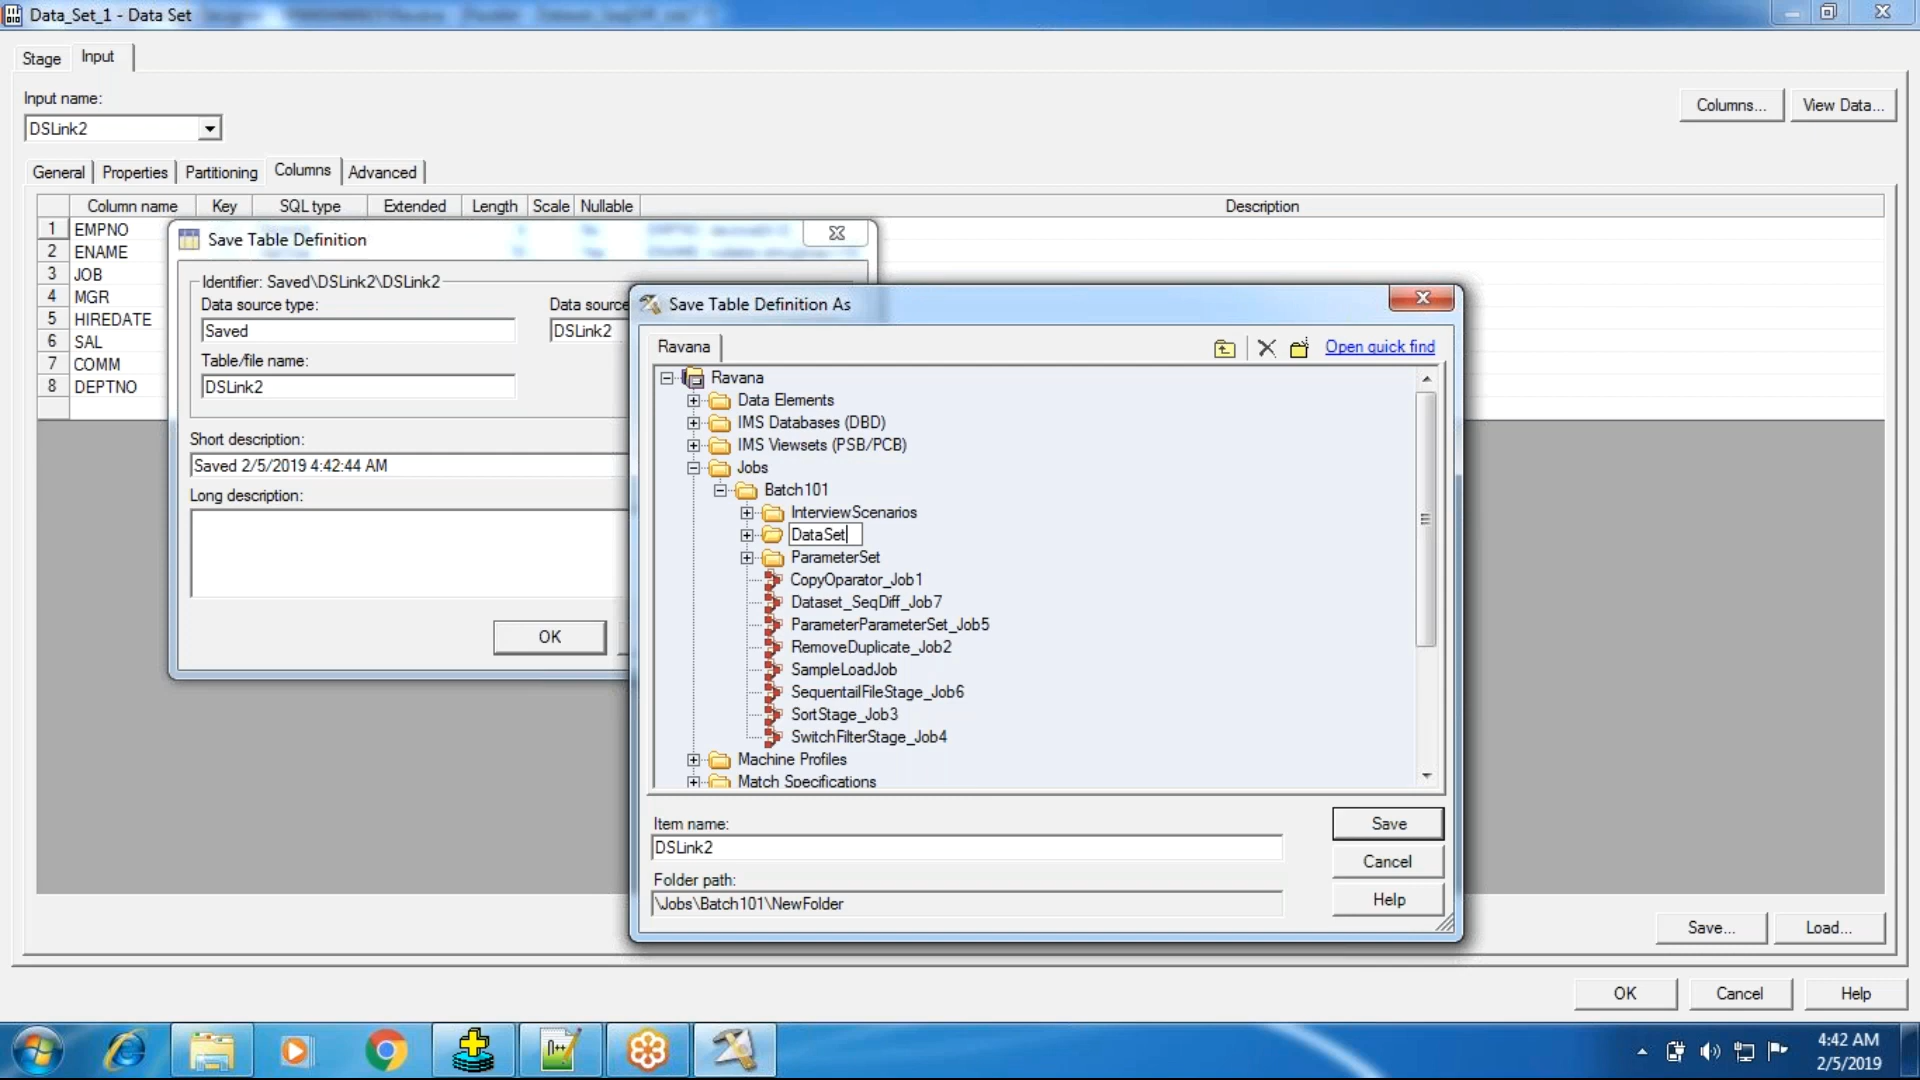 Data_Set_1 - Data Set
Stage Input
Input name:
DSLink2
Columns... View Data...
General Properties Partitioning Columns Advanced
Column name Key SQL type Extended Length Scale Nullable Description
1 EMPNO
2 ENAME
3 JOB
4 MGR
5 HIREDATE
6 SAL
7 COMM
8 DEPTNO
Save Table Definition
Identifier: Saved\DSLink2\DSLink2
Data source type: Data source
Saved DSLink2
Table/file name:
DSLink2
Short description:
Saved 2/5/2019 4:42:44 AM
Long description:
OK
Save Table Definition As
Ravana
Open quick find
Ravana
Data Elements
IMS Databases (DBD)
IMS Viewsets (PSB/PCB)
Jobs
Batch101
InterviewScenarios
DataSet
ParameterSet
CopyOparator_Job1
Dataset_SeqDiff_Job7
ParameterParameterSet_Job5
RemoveDuplicate_Job2
SampleLoadJob
SequentailFileStage_Job6
SortStage_Job3
SwitchFilterStage_Job4
Machine Profiles
Match Specifications
Item name:
DSLink2
Folder path:
\Jobs\Batch101\NewFolder
Save
Cancel
Help
Save... Load...
OK Cancel Help
4:42 AM
2/5/2019